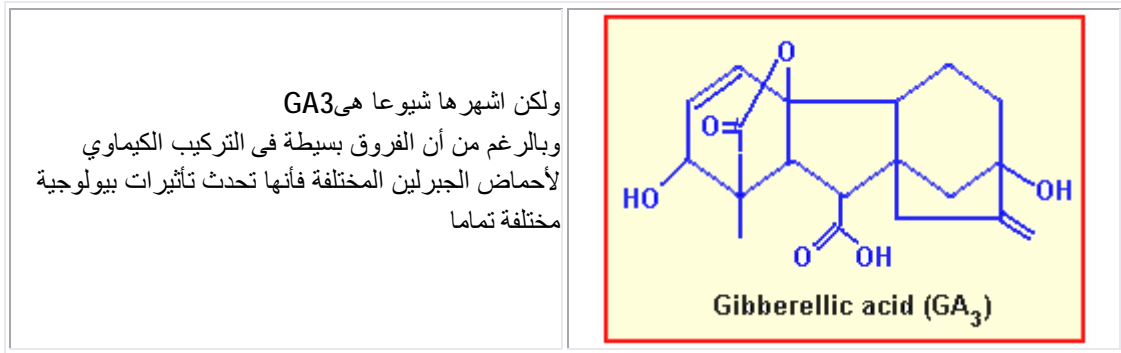 ولكن اشهرها شيوعا هىGA3
وبالرغم من أن الفروق بسيطة فى التركيب الكيماوي
لأحماض الجبرلين المختلفة فأنها تحدث تأثيرات بيولوجية
مختلفة تماما
O
O
HO
OH
O
OH
Gibberellic acid (GA₃)